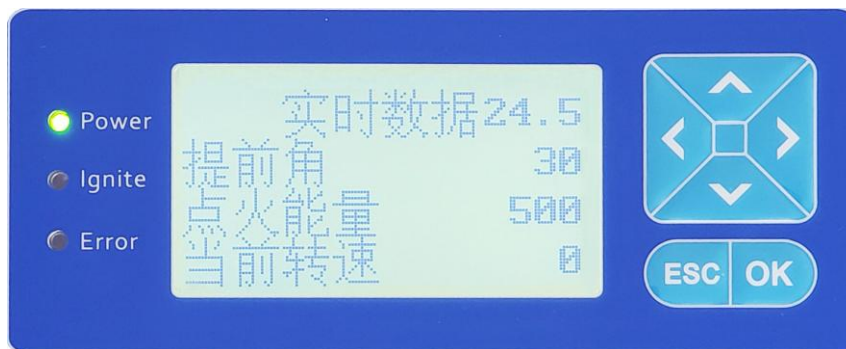 Power
Ignite
Error
实时数据24.5
提前角 30
点火能量 500
当前转速 0
ESC OK